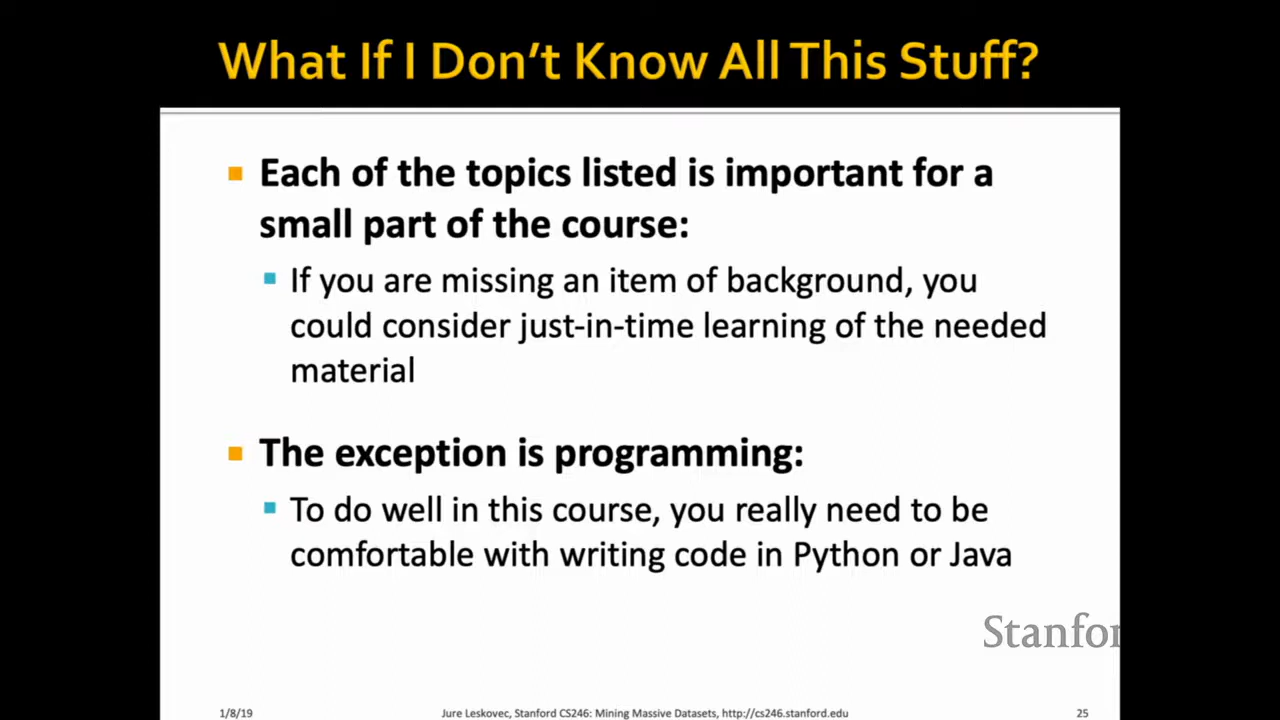 What If I Don't Know All This Stuff?
Each of the topics listed is important for a
small part of the course:
If you are missing an item of background, you
could consider just-in-time learning of the needed
material
The exception is programming:
To do well in this course, you really need to be
comfortable with writing code in Python or Java
Stanfor
1/8/19
Jure Leskovec, Stanford CS246: Mining Massive Datasets, http://cs246.stanford.edu
25